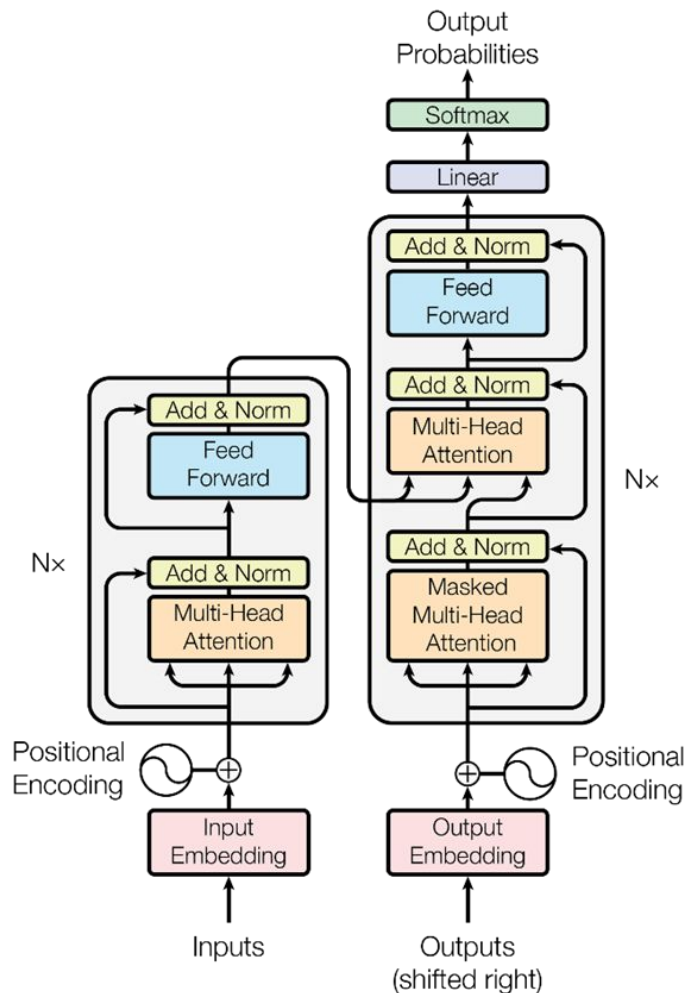 Output
Probabilities
Softmax
Linear
Add & Norm
Feed
Forward
Add & Norm
Multi-Head
Attention
Nx
Add & Norm
Masked
Multi-Head
Attention
Add & Norm
Feed
Forward
Nx
Add & Norm
Multi-Head
Attention
Positional
Encoding
Positional
Encoding
Input
Embedding
Output
Embedding
Inputs
Outputs
(shifted right)